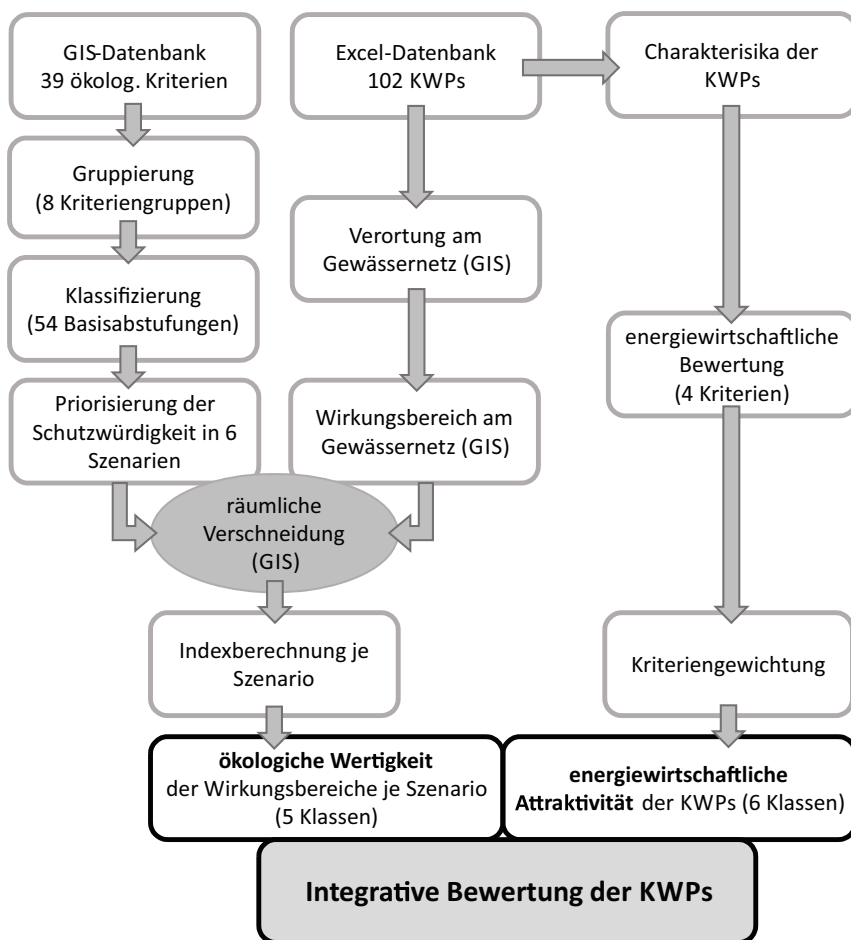 GIS-Datenbank
39 ökolog. Kriterien
Excel-Datenbank
102 KWPs
Charakterisika der
KWPs
Gruppierung
(8 Kriteriengruppen)
Verortung am
Gewässernetz (GIS)
Klassifizierung
(54 Basisabstufungen)
energiewirtschaftliche
Bewertung
(4 Kriterien)
Priorisierung der
Schutzwürdigkeit in 6
Szenarien
Wirkungsbereich am
Gewässernetz (GIS)
räumliche
Verschneidung
(GIS)
Indexberechnung je
Szenario
Kriteriengewichtung
ökologiche Wertigkeit
der Wirkungsbereiche je Szenario
(5 Klassen)
energiewirtschaftliche
Attraktivität der KWPs (6 Klassen)
Integrative Bewertung der KWPs